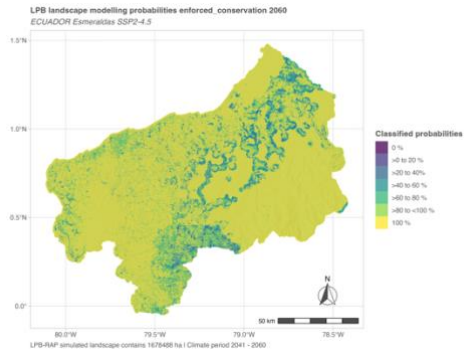 LPB landscape modelling probabilities enforced_conservation 2060
ECUADOR Esmeraldas SSP2-4.5
1.5°N
1.0°N
0.5°N
0.0°
80.0°W
79.5°W
79.0°W
78.5°W
N
50 km
Classified probabilities
0 %
>0 to 20 %
>20 to 40%
>40 to 60 %
>60 to 80 %
>80 to <100 %
100 %
LPB-RAP simulated landscape contains 1678488 ha | Climate period 2041 - 2060